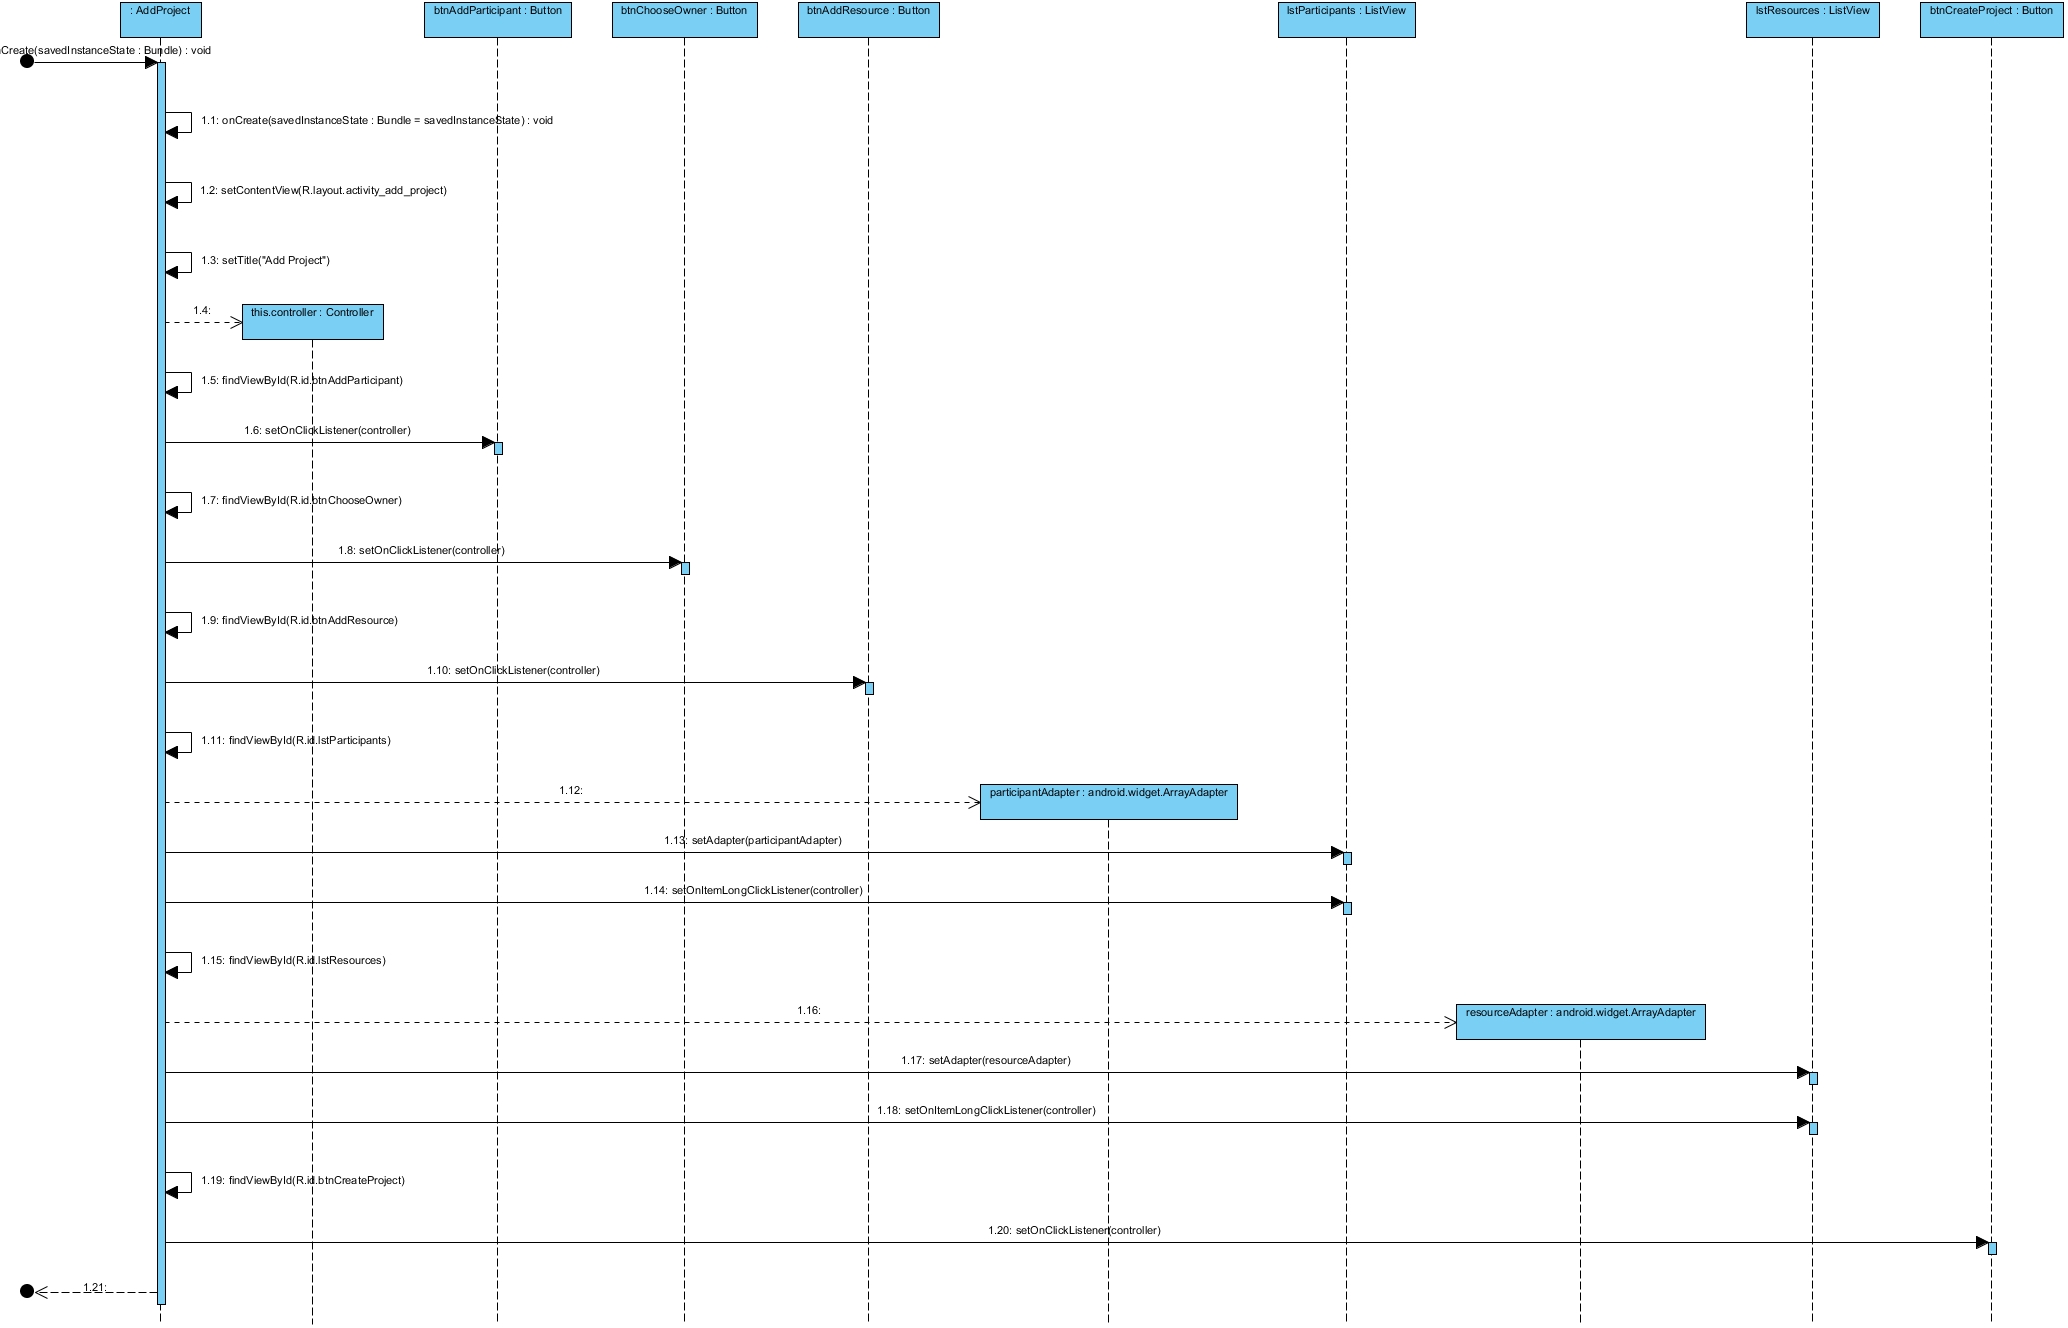 : AddProject
btnAddParticipant : Button
btnChooseOwner : Button
btnAddResource : Button
lstParticipants : ListView
lstResources : ListView
btnCreateProject : Button
Create(savedInstanceState : Bundle) : void
1.1: onCreate(savedInstanceState : Bundle = savedInstanceState) : void
1.2: setContentView(R.layout.activity_add_project)
1.3: setTitle("Add Project")
1.4:
this.controller : Controller
1.5: findViewById(R.id.btnAddParticipant)
1.6: setOnClickListener(controller)
1.7: findViewById(R.id.btnChooseOwner)
1.8: setOnClickListener(controller)
1.9: findViewById(R.id.btnAddResource)
1.10: setOnClickListener(controller)
1.11: findViewById(R.id.lstParticipants)
1.12:
participantAdapter : android.widget.ArrayAdapter
1.13: setAdapter(participantAdapter)
1.14: setOnItemLongClickListener(controller)
1.15: findViewById(R.id.lstResources)
1.16:
resourceAdapter : android.widget.ArrayAdapter
1.17: setAdapter(resourceAdapter)
1.18: setOnItemLongClickListener(controller)
1.19: findViewById(R.id.btnCreateProject)
1.20: setOnClickListener(controller)
1.21: